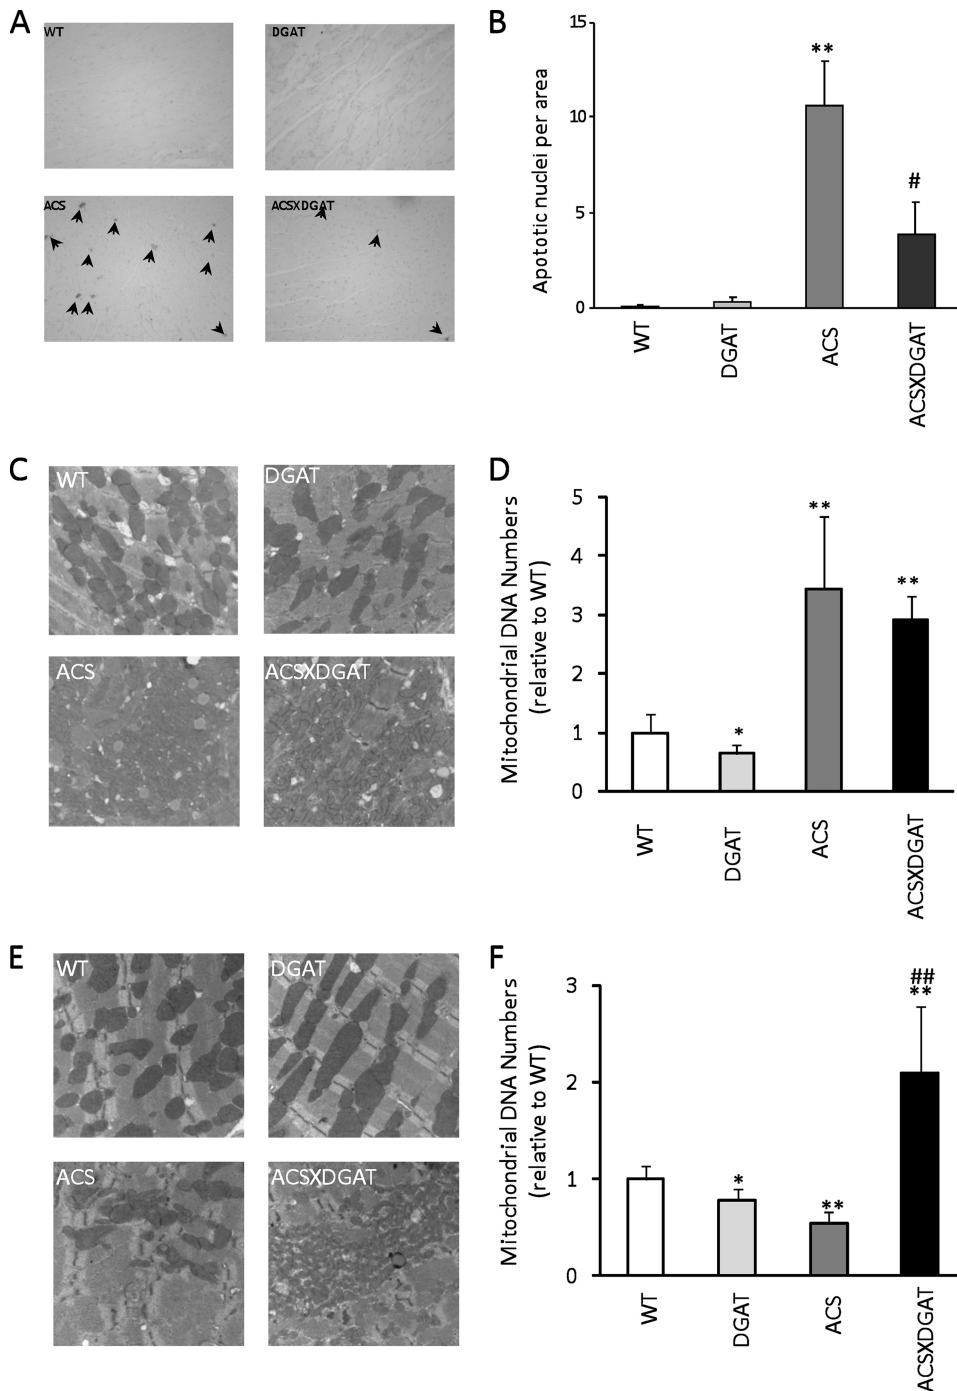 A
WT
DGAT
ACS
ACSXDGAT
B
Apototic nuclei per area
15
10
5
0
**
#
WT
DGAT
ACS
ACSXDGAT
C
WT
DGAT
ACS
ACSXDGAT
D
Mitochondrial DNA Numbers
(relative to WT)
5
4
3
2
1
0
*
**
**
WT
DGAT
ACS
ACSXDGAT
E
WT
DGAT
ACS
ACSXDGAT
F
Mitochondrial DNA Numbers
(relative to WT)
3
2
1
0
*
**
##
**
WT
DGAT
ACS
ACSXDGAT